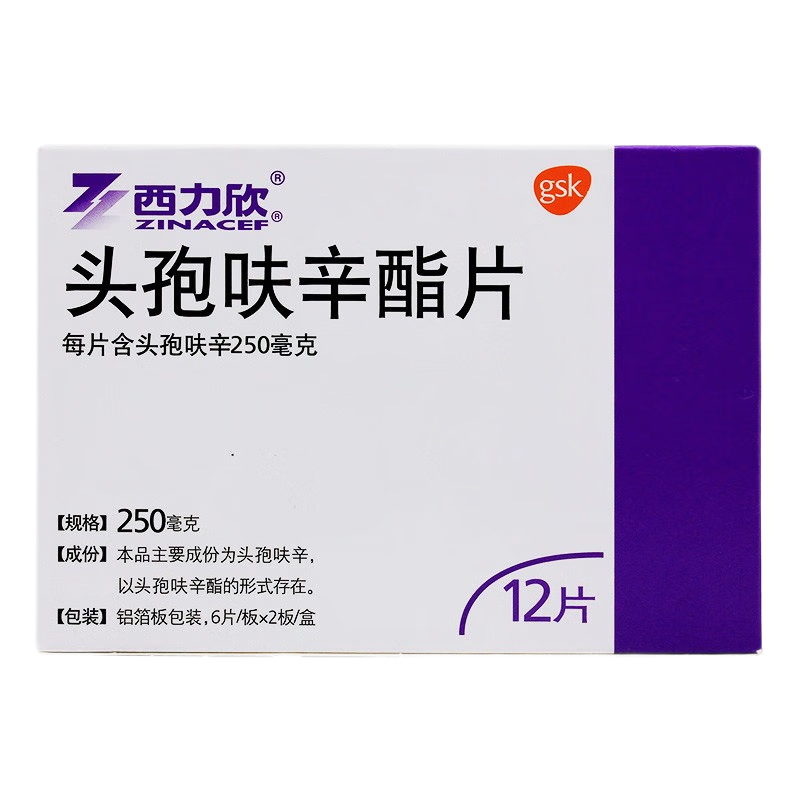 西力欣®
ZINACEF®
gsk
头孢呋辛酯片
每片含头孢呋辛250毫克
【规格】250毫克
【成份】本品主要成份为头孢呋辛，
以头孢呋辛酯的形式存在。
【包装】铝箔板包装，6片/板×2板/盒
12片